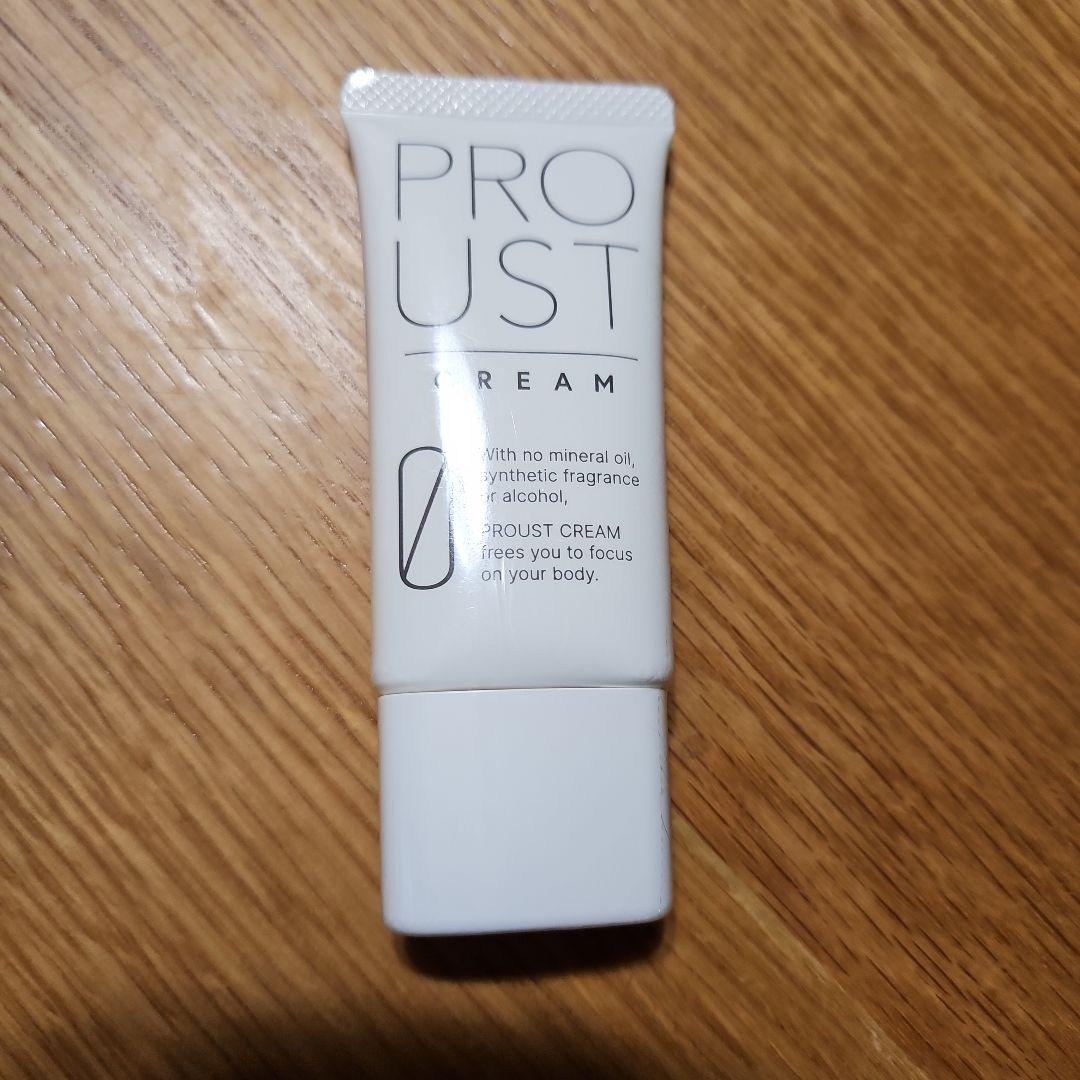 PRO
UST
CREAM
0
With no mineral oil,
synthetic fragrance
or alcohol,
PROUST CREAM
frees you to focus
on your body.